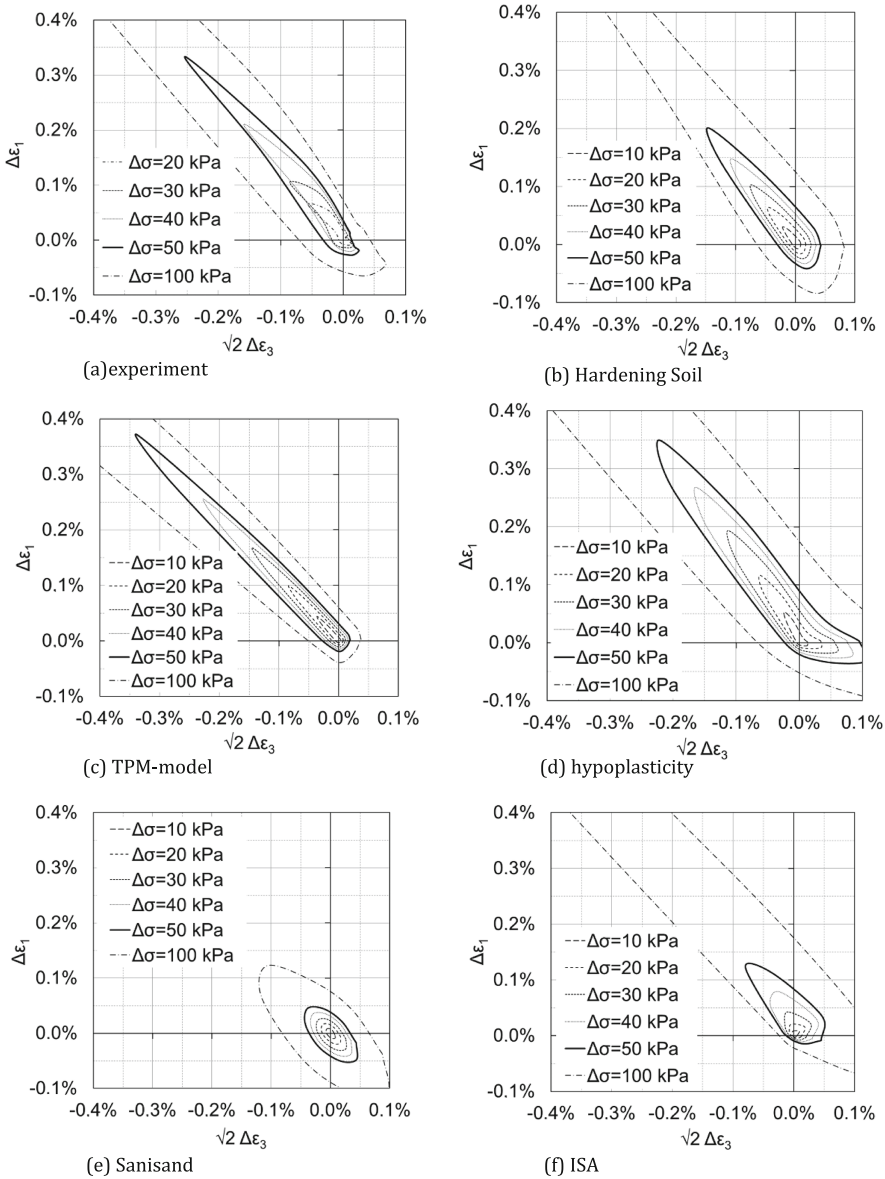 0.4%
0.3%
0.2%
0.1%
0.0%
-0.1%
Δε1
Δσ=20 kPa
Δσ=30 kPa
Δσ=40 kPa
Δσ=50 kPa
Δσ=100 kPa
-0.4% -0.3% -0.2% -0.1% 0.0% 0.1%
√2 Δε3
(a)experiment
0.4%
0.3%
0.2%
0.1%
0.0%
-0.1%
Δε1
Δσ=10 kPa
Δσ=20 kPa
Δσ=30 kPa
Δσ=40 kPa
Δσ=50 kPa
Δσ=100 kPa
-0.4% -0.3% -0.2% -0.1% 0.0% 0.1%
√2 Δε3
(b) Hardening Soil
0.4%
0.3%
0.2%
0.1%
0.0%
-0.1%
Δε1
Δσ=10 kPa
Δσ=20 kPa
Δσ=30 kPa
Δσ=40 kPa
Δσ=50 kPa
Δσ=100 kPa
-0.4% -0.3% -0.2% -0.1% 0.0% 0.1%
√2 Δε3
(c) TPM-model
0.4%
0.3%
0.2%
0.1%
0.0%
-0.1%
Δε1
Δσ=10 kPa
Δσ=20 kPa
Δσ=30 kPa
Δσ=40 kPa
Δσ=50 kPa
Δσ=100 kPa
-0.4% -0.3% -0.2% -0.1% 0.0% 0.1%
√2 Δε3
(d) hypoplasticity
0.4%
0.3%
0.2%
0.1%
0.0%
-0.1%
Δε1
Δσ=10 kPa
Δσ=20 kPa
Δσ=30 kPa
Δσ=40 kPa
Δσ=50 kPa
Δσ=100 kPa
-0.4% -0.3% -0.2% -0.1% 0.0% 0.1%
√2 Δε3
(e) Sanisand
0.4%
0.3%
0.2%
0.1%
0.0%
-0.1%
Δε1
Δσ=10 kPa
Δσ=20 kPa
Δσ=30 kPa
Δσ=40 kPa
Δσ=50 kPa
Δσ=100 kPa
-0.4% -0.3% -0.2% -0.1% 0.0% 0.1%
√2 Δε3
(f) ISA